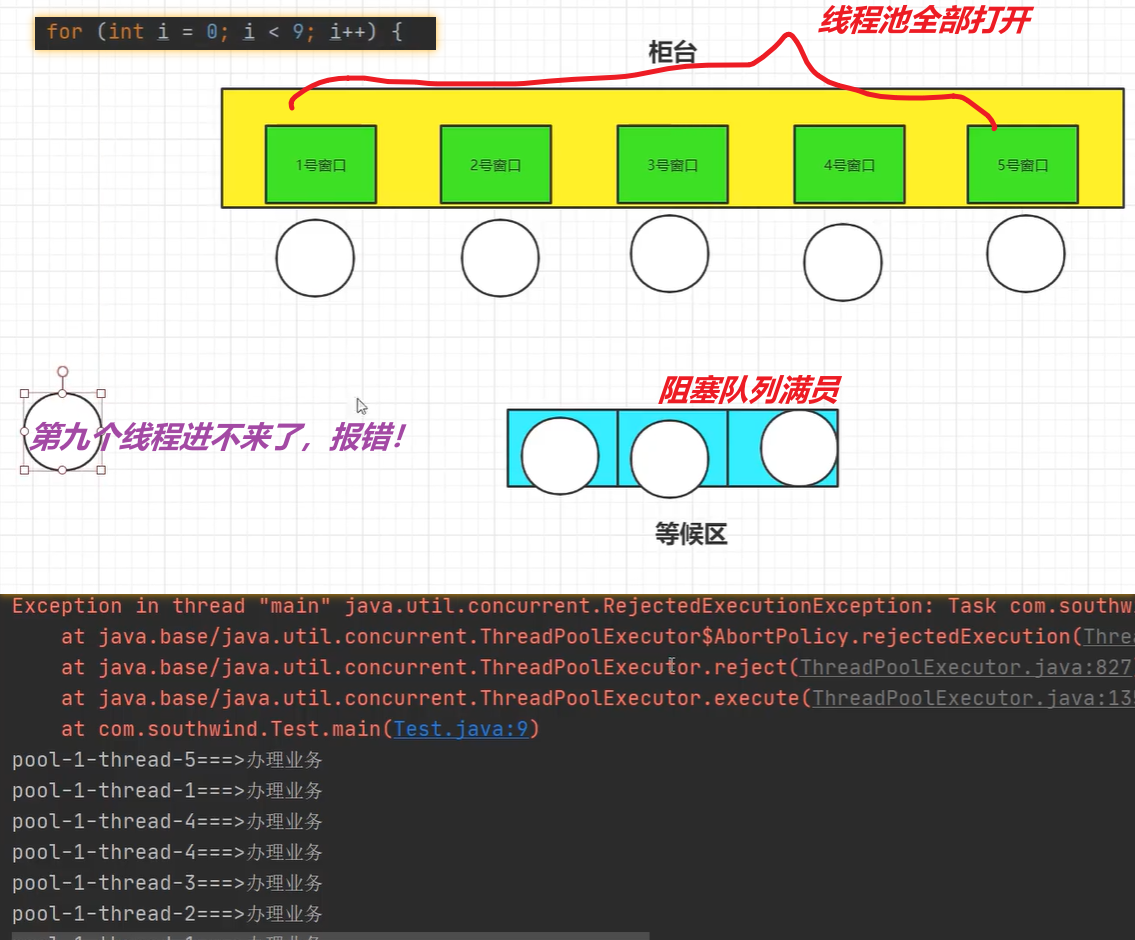 for (int i = 0; i < 9; i++) {
线程池全部打开
柜台
1号窗口
2号窗口
3号窗口
4号窗口
5号窗口
阻塞队列满员
第九个线程进不来了，报错！
等候区
Exception in thread "main" java.util.concurrent.RejectedExecutionException: Task com.southw
at java.base/java.util.concurrent.ThreadPoolExecutor$AbortPolicy.rejectedExecution(Thre
at java.base/java.util.concurrent.ThreadPoolExecutor.reject(ThreadPoolExecutor.java:827
at java.base/java.util.concurrent.ThreadPoolExecutor.execute(ThreadPoolExecutor.java:13
at com.southwind.Test.main(Test.java:9)
pool-1-thread-5===>办理业务
pool-1-thread-1===>办理业务
pool-1-thread-4===>办理业务
pool-1-thread-4===>办理业务
pool-1-thread-3===>办理业务
pool-1-thread-2===>办理业务